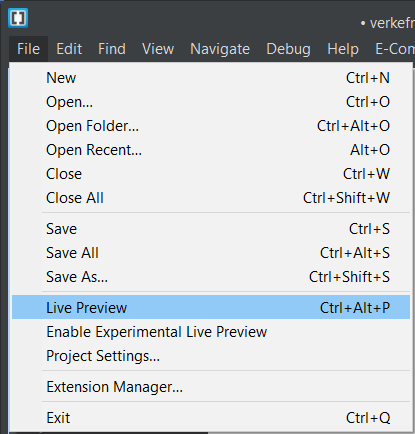 • verkefr
File Edit Find View Navigate Debug Help E-Com
New Ctrl+N
Open... Ctrl+O
Open Folder... Ctrl+Alt+O
Open Recent... Alt+O
Close Ctrl+W
Close All Ctrl+Shift+W
Save Ctrl+S
Save All Ctrl+Alt+S
Save As... Ctrl+Shift+S
Live Preview Ctrl+Alt+P
Enable Experimental Live Preview
Project Settings...
Extension Manager...
Exit Ctrl+Q